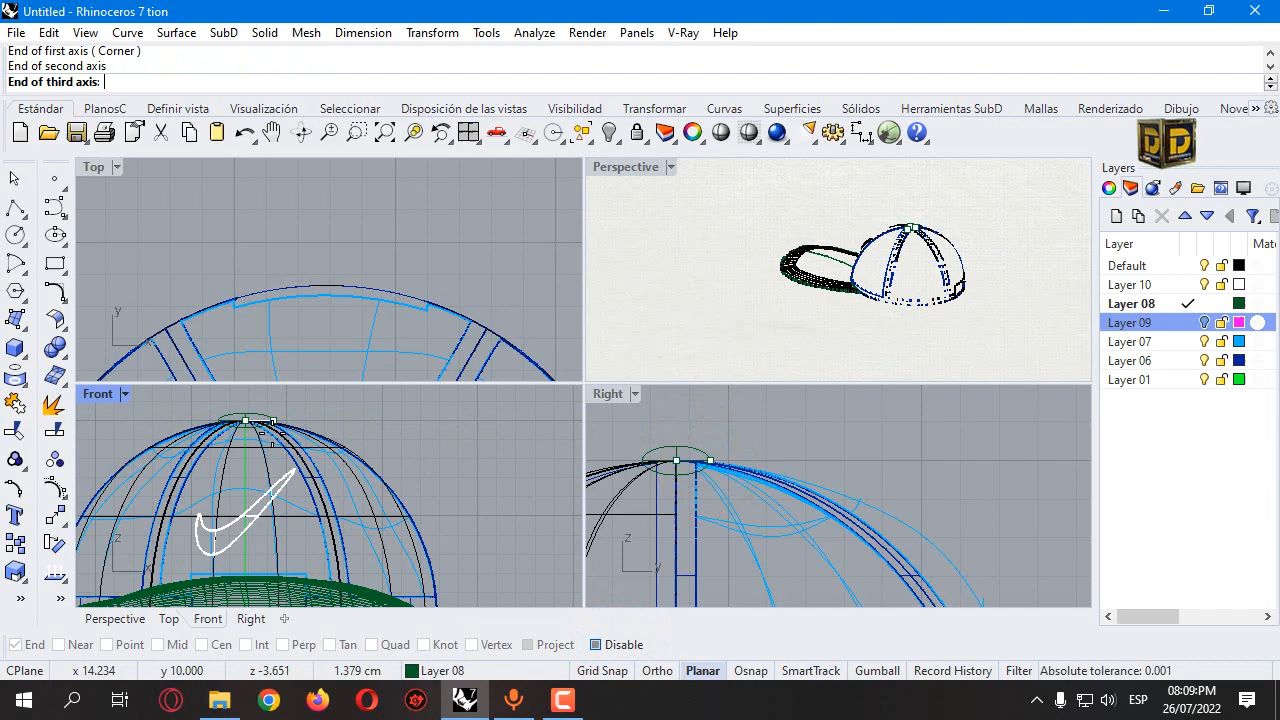 Untitled - Rhinoceros 7 tion
File Edit View Curve Surface SubD Solid Mesh Dimension Transform Tools Analyze Render Panels V-Ray Help
End of first axis ( Corner )
End of second axis
End of third axis:
Estándar PlanosC Definir vista Visualización Seleccionar Disposición de las vistas Visibilidad Transformar Curvas Superficies Sólidos Herramientas SubD Mallas Renderizado Dibujo Nove »
Top
Perspective
Layers
Layer Mate
Default
Layer 10
Layer 08
Layer 09
Layer 07
Layer 06
Layer 01
y
x
Front
Right
z
x
z
y
Perspective Top Front Right
End Near Point Mid Cen Int Perp Tan Quad Knot Vertex Project Disable
CPlane x 14.234 y 10.000 z -3.651 1.379 cm Layer 08 Grid Snap Ortho Planar Osnap SmartTrack Gumball Record History Filter Absolute tolerance: 0.001
ESP
08:09:PM
26/07/2022